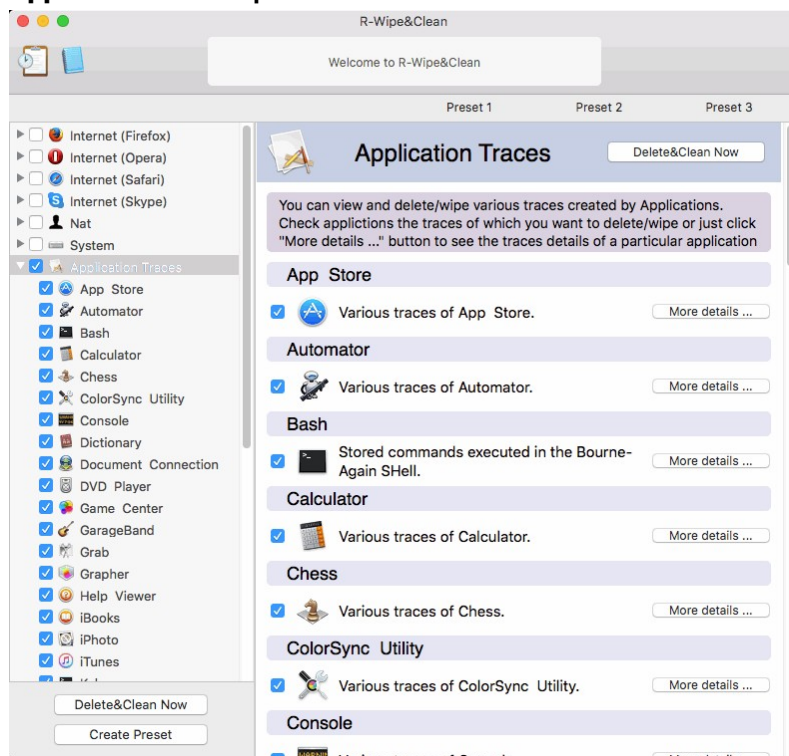 R-Wipe&Clean
Welcome to R-Wipe&Clean
Preset 1
Preset 2
Preset 3
Internet (Firefox)
Internet (Opera)
Internet (Safari)
Internet (Skype)
Nat
System
Application Traces
App Store
Automator
Bash
Calculator
Chess
ColorSync Utility
Console
Dictionary
Document Connection
DVD Player
Game Center
GarageBand
Grab
Grapher
Help Viewer
iBooks
iPhoto
iTunes
Delete&Clean Now
Create Preset
Application Traces
Delete&Clean Now
You can view and delete/wipe various traces created by Applications.
Check applictions the traces of which you want to delete/wipe or just click
"More details ..." button to see the traces details of a particular application
App Store
Various traces of App Store.
More details ...
Automator
Various traces of Automator.
More details ...
Bash
Stored commands executed in the Bourne-
Again SHell.
More details ...
Calculator
Various traces of Calculator.
More details ...
Chess
Various traces of Chess.
More details ...
ColorSync Utility
Various traces of ColorSync Utility.
More details ...
Console